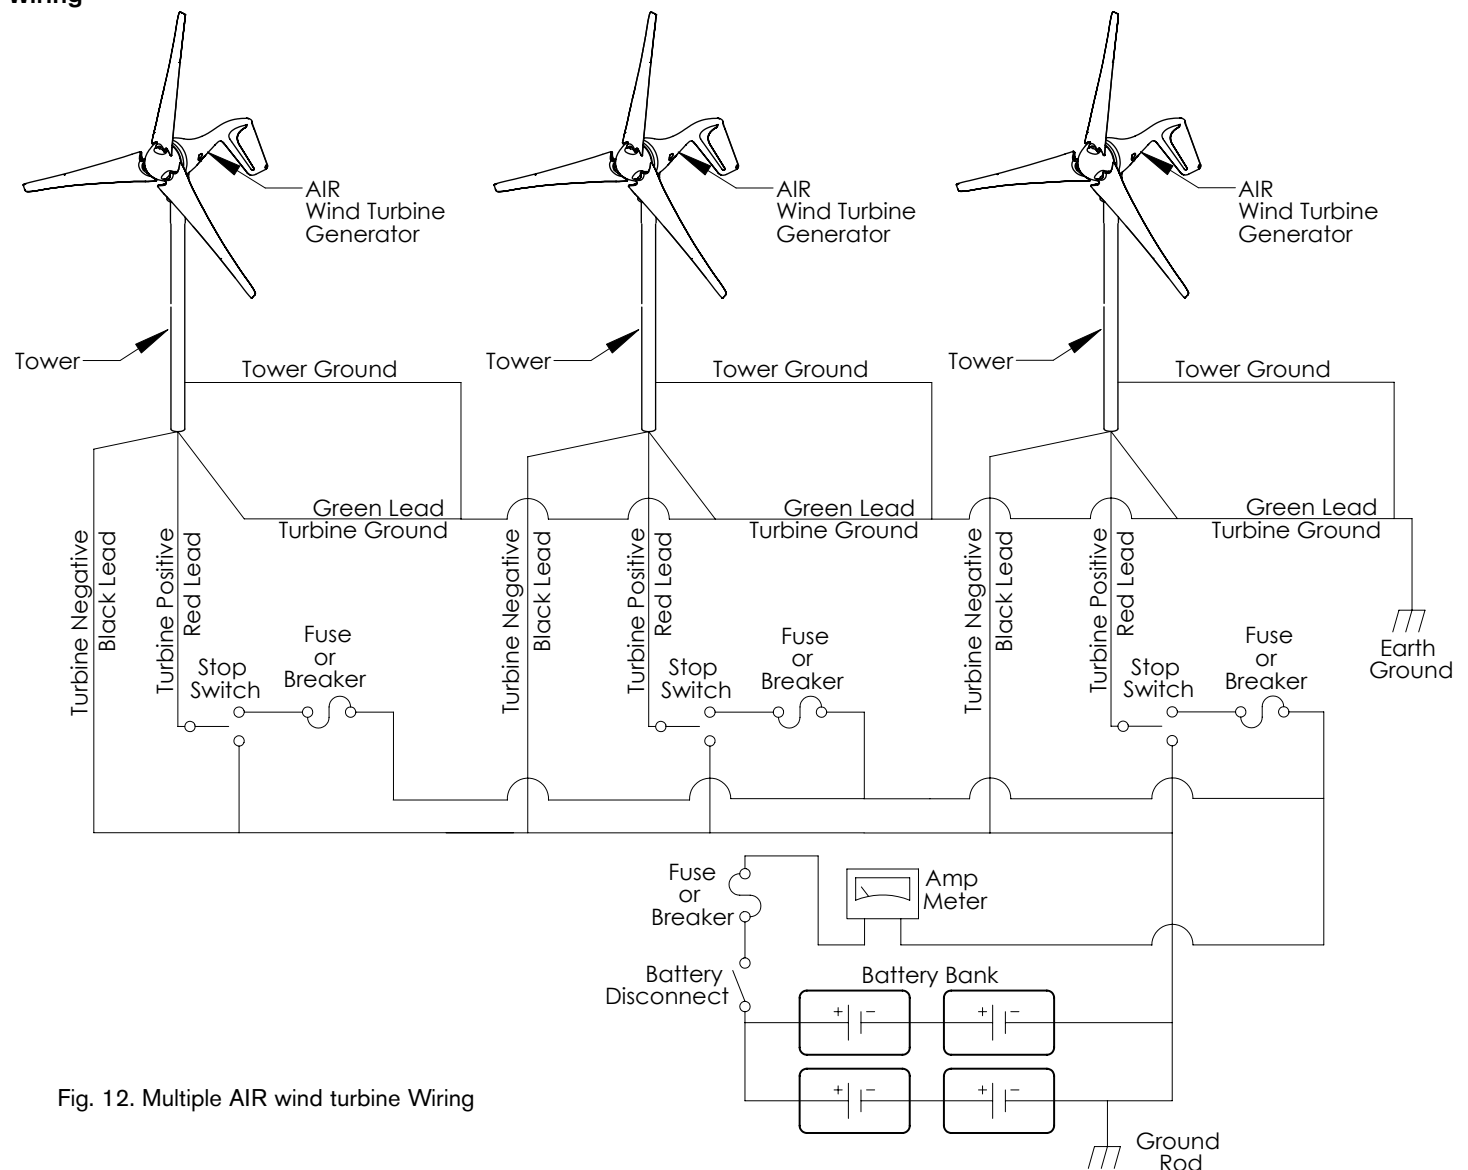 Wiring
AIR
Wind Turbine
Generator
AIR
Wind Turbine
Generator
AIR
Wind Turbine
Generator
Tower
Tower
Tower
Tower Ground
Tower Ground
Tower Ground
Green Lead
Turbine Ground
Green Lead
Turbine Ground
Green Lead
Turbine Ground
Turbine Negative
Black Lead
Turbine Positive
Red Lead
Turbine Negative
Black Lead
Turbine Positive
Red Lead
Turbine Negative
Black Lead
Turbine Positive
Red Lead
Stop
Switch
Fuse
or
Breaker
Stop
Switch
Fuse
or
Breaker
Stop
Switch
Fuse
or
Breaker
Earth
Ground
Fuse
or
Breaker
Amp
Meter
Battery
Disconnect
Battery Bank
+ -
+ -
+ -
+ -
Fig. 12. Multiple AIR wind turbine Wiring
Ground
Rod